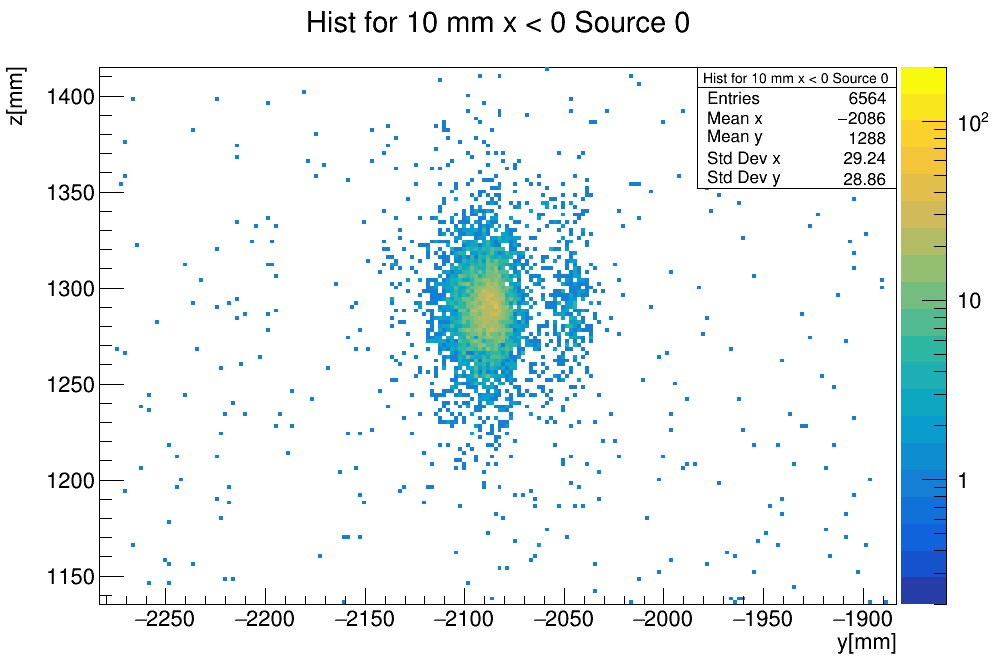 Hist for 10 mm x < 0 Source 0
z[mm]
1400
1350
1300
1250
1200
1150
−2250 −2200 −2150 −2100 −2050 −2000 −1950 −1900
y[mm]
Hist for 10 mm x < 0 Source 0
Entries 6564
Mean x −2086
Mean y 1288
Std Dev x 29.24
Std Dev y 28.86
10²
10
1